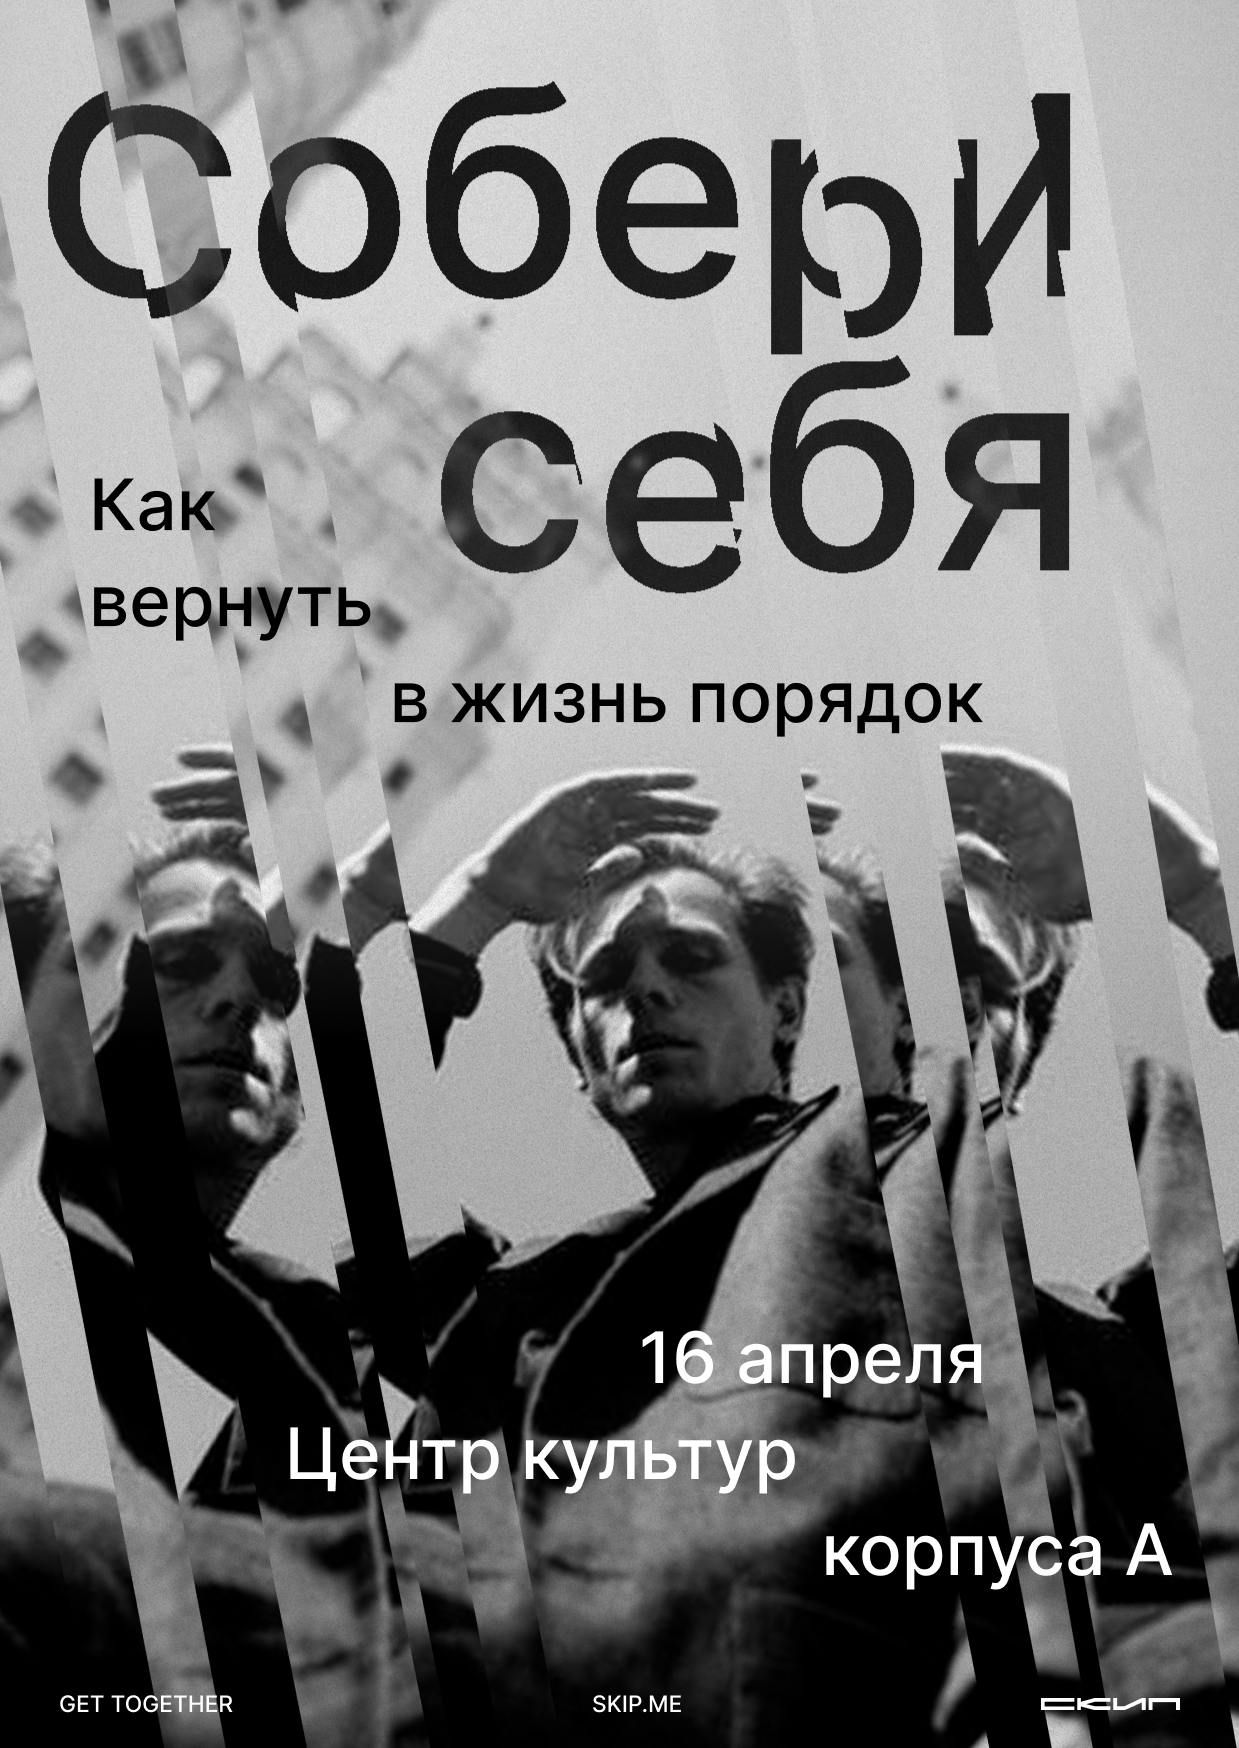 Собери
себя
Как
вернуть
в жизнь порядок
16 апреля
Центр культур
корпуса А
GET TOGETHER
SKIP.ME
СКИП